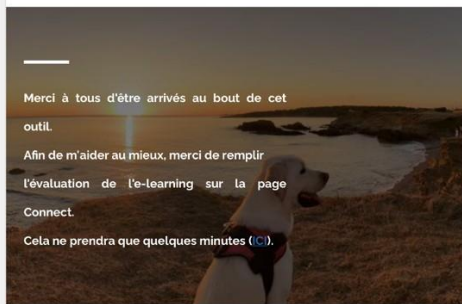 Merci à tous d'être arrivés au bout de cet
outil.
Afin de m'aider au mieux, merci de remplir
l'évaluation de l'e-learning sur la page
Connect.
Cela ne prendra que quelques minutes (ICI).